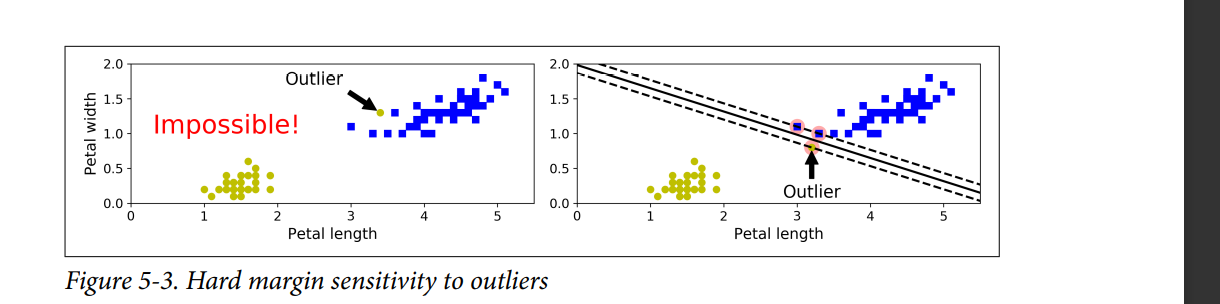 Outlier
Impossible!
Petal width
2.0
1.5
1.0
0.5
0.0
0 1 2 3 4 5
Petal length
Outlier
2.0
1.5
1.0
0.5
0.0
0 1 2 3 4 5
Petal length
Figure 5-3. Hard margin sensitivity to outliers